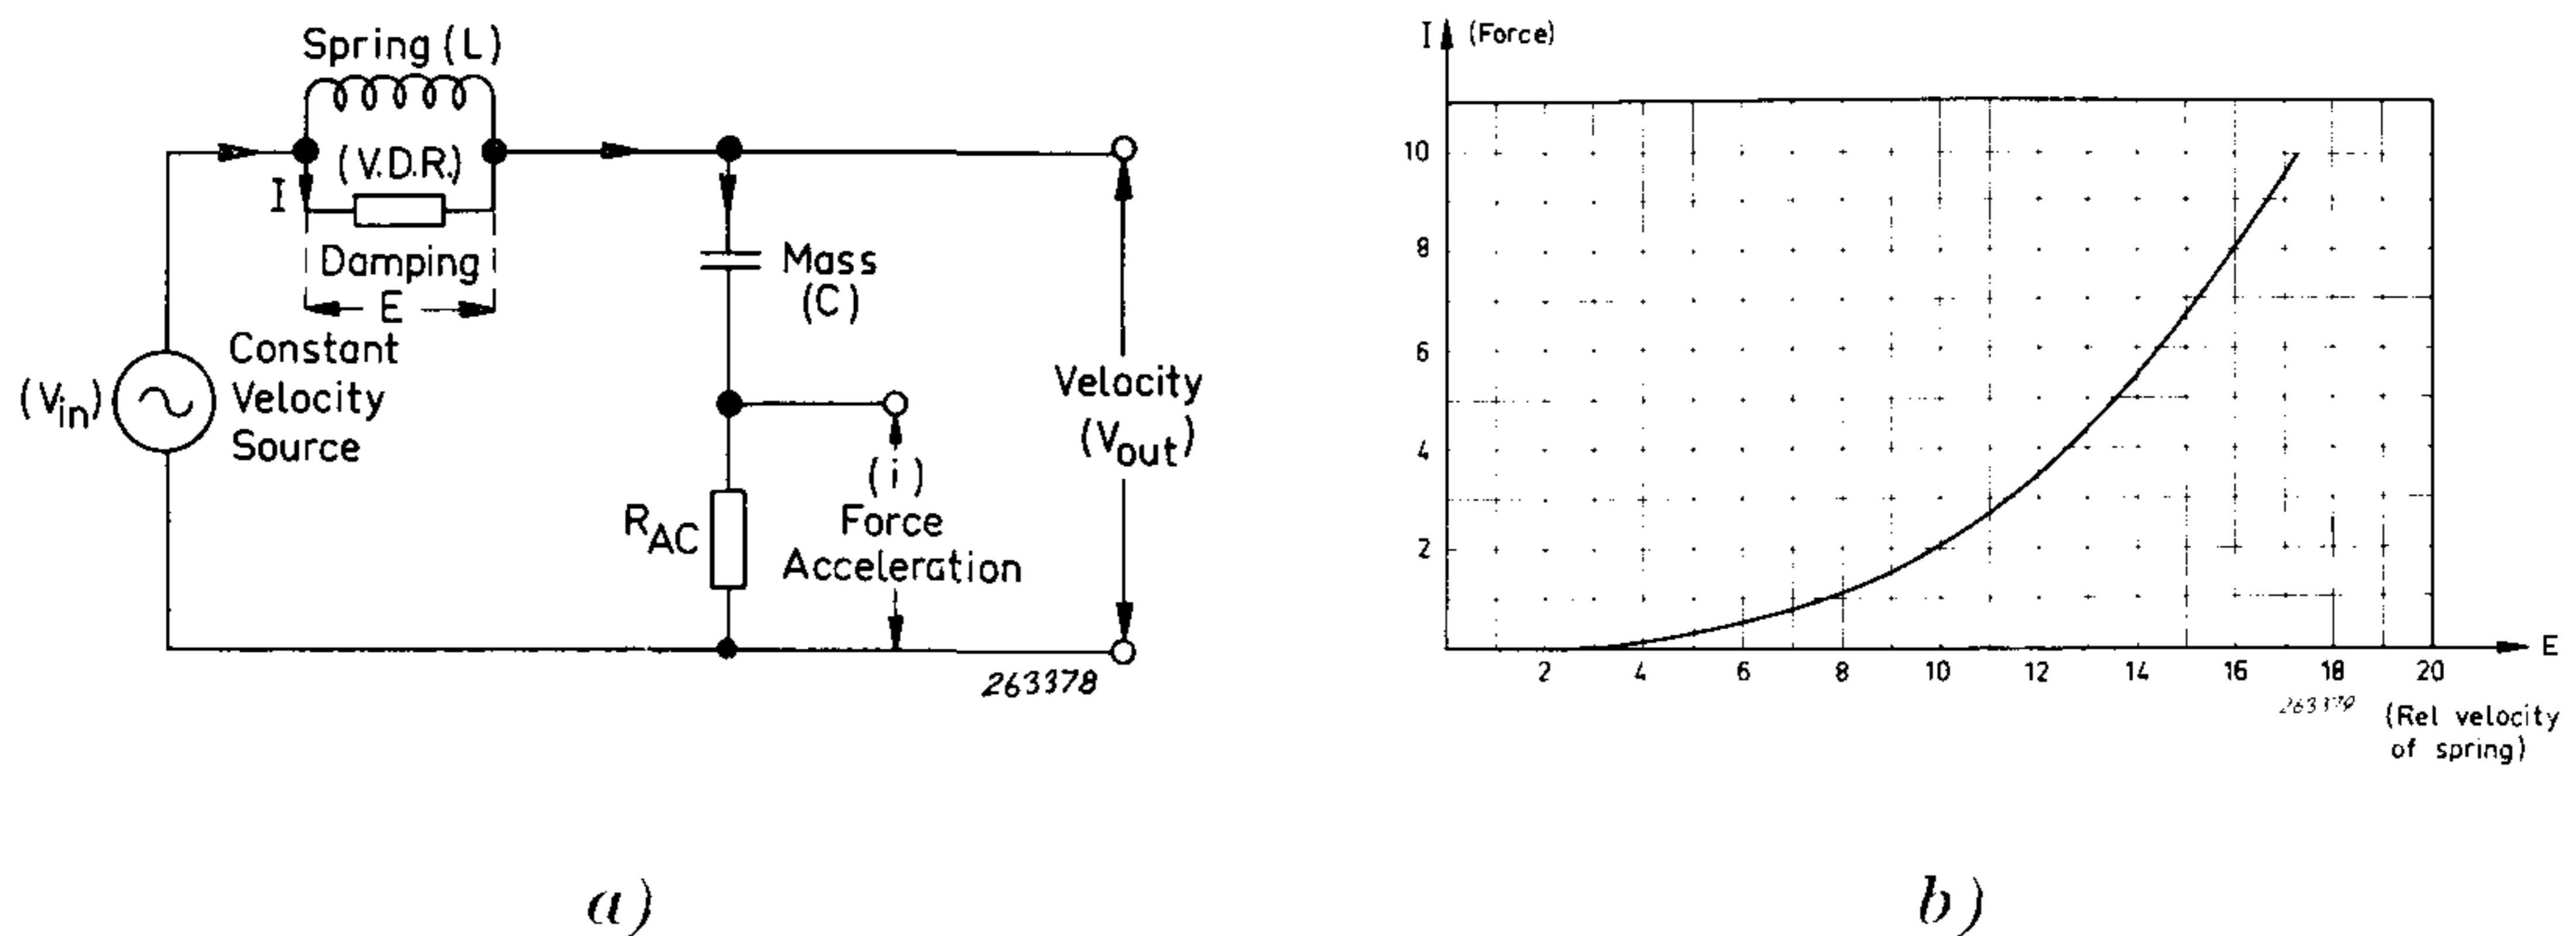 Spring (L)
(V.D.R.)
I
Damping
E
(Vin)
Constant
Velocity
Source
Mass
(C)
RAC
(i)
Force
Acceleration
Velocity
(Vout)
263378
a)
I (Force)
10
8
6
4
2
2 4 6 8 10 12 14 16 18 20
E
263379
(Rel velocity
of spring)
b)